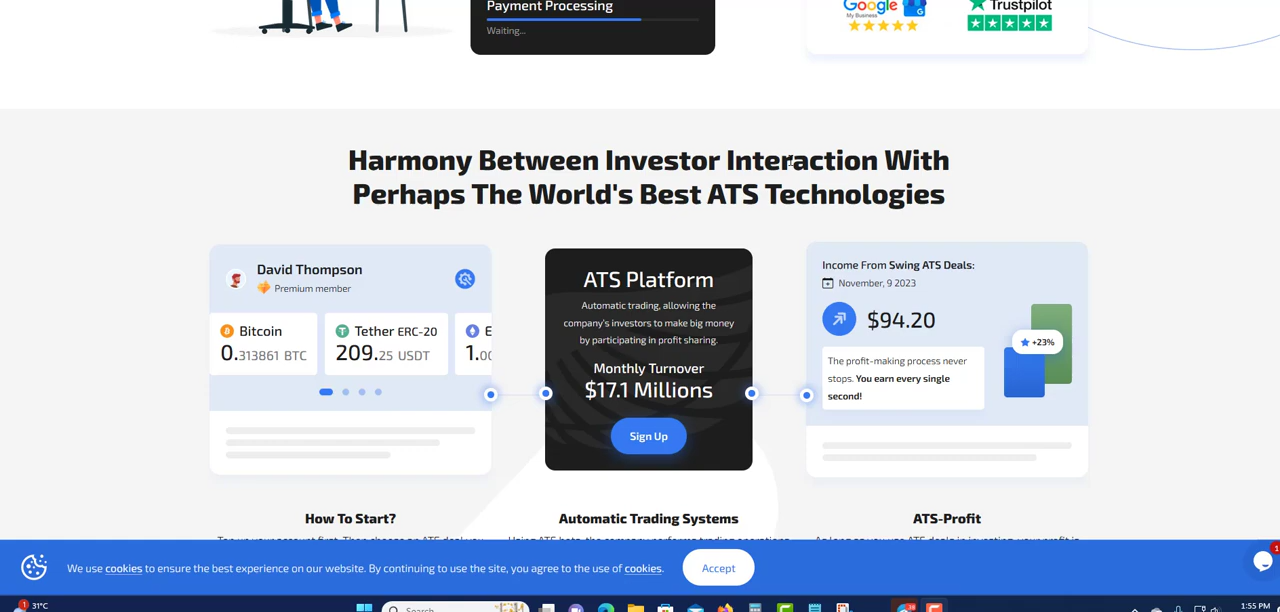 Payment Processing
Waiting...
Google
My Business
Trustpilot
Harmony Between Investor Interaction With
Perhaps The World's Best ATS Technologies
David Thompson
Premium member
Bitcoin
0.313861 BTC
Tether ERC-20
209.25 USDT
E
1.00
ATS Platform
Automatic trading, allowing the
company's investors to make big money
by participating in profit sharing.
Monthly Turnover
$17.1 Millions
Sign Up
Income From Swing ATS Deals:
November, 9 2023
$94.20
+23%
The profit-making process never
stops. You earn every single
second!
How To Start?
Automatic Trading Systems
ATS-Profit
We use cookies to ensure the best experience on our website. By continuing to use the site, you agree to the use of cookies.
Accept
1
1
31°C
Search
1:55 PM